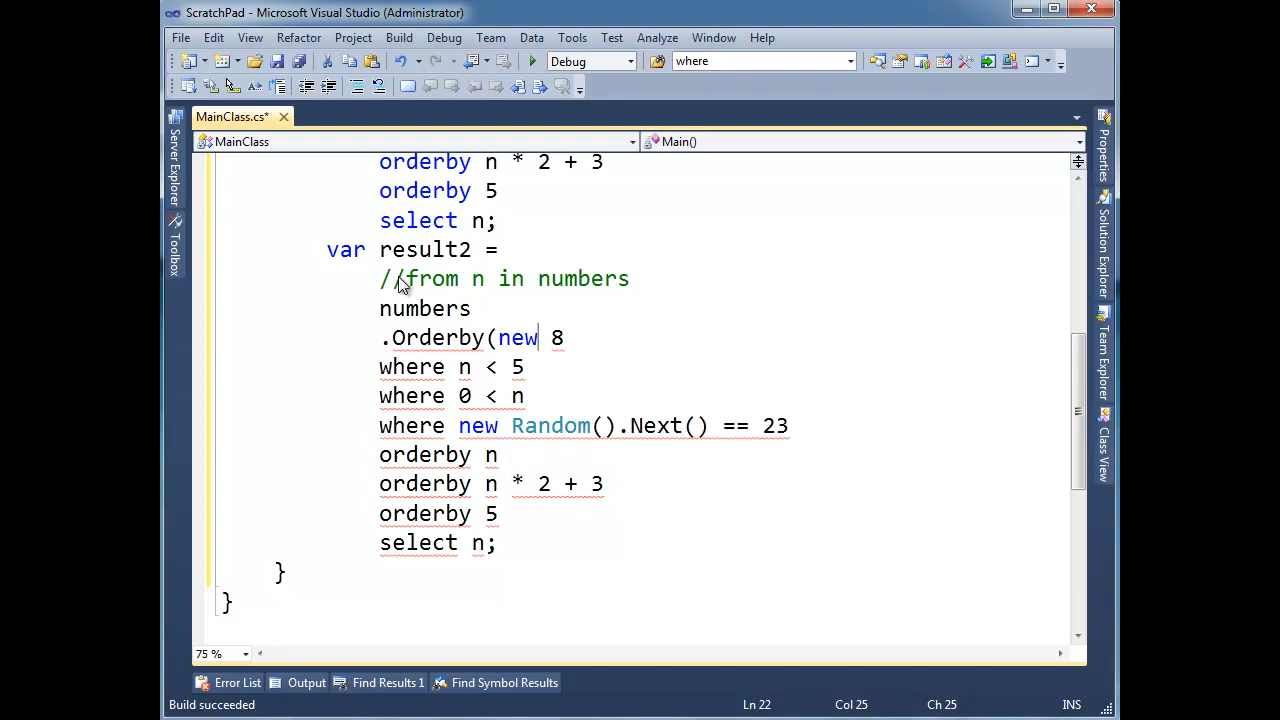 ScratchPad - Microsoft Visual Studio (Administrator)
File Edit View Refactor Project Build Debug Team Data Tools Test Analyze Window Help
Debug where
MainClass.cs*
MainClass Main()
Server Explorer
Toolbox
orderby n * 2 + 3
orderby 5
select n;
var result2 =
//from n in numbers
numbers
.Orderby(new 8
where n < 5
where 0 < n
where new Random().Next() == 23
orderby n
orderby n * 2 + 3
orderby 5
select n;
}
}
Properties
Solution Explorer
Team Explorer
Class View
75 %
Error List Output Find Results 1 Find Symbol Results
Build succeeded Ln 22 Col 25 Ch 25 INS